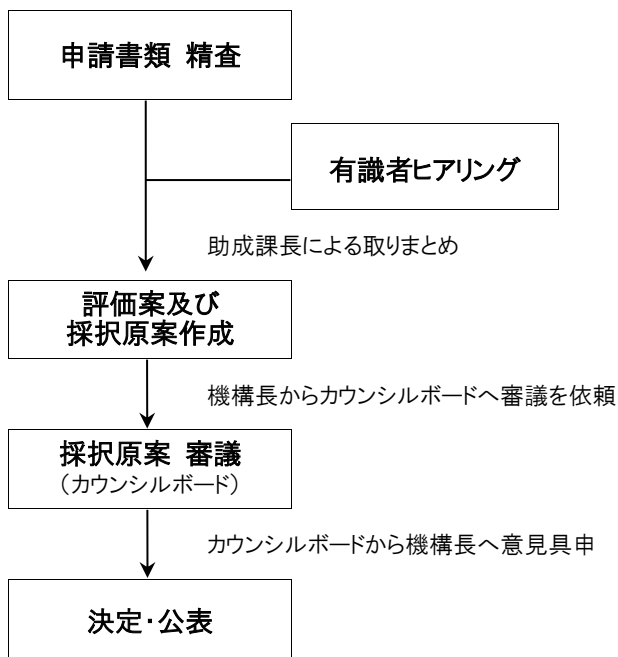 申請書類 精査
有識者ヒアリング
助成課長による取りまとめ
評価案及び
採択原案作成
機構長からカウンシルボードへ審議を依頼
採択原案 審議
（カウンシルボード）
カウンシルボードから機構長へ意見具申
決定・公表